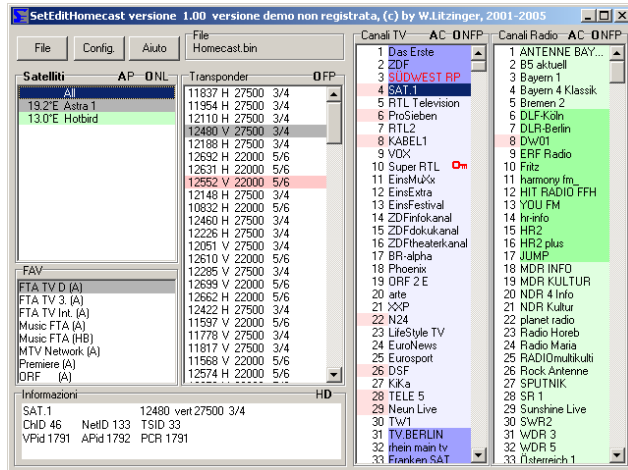 SetEditHomecast versione 1.00 versione demo non registrata, (c) by W.Litzinger, 2001-2005
File Config. Aiuto
File
Homecast.bin
Satelliti AP ONL
All
19.2°E Astra 1
13.0°E Hotbird
Transponder OFP
11837 H 27500 3/4
11954 H 27500 3/4
12110 H 27500 3/4
12480 V 27500 3/4
12188 H 27500 3/4
12692 H 22000 5/6
12631 H 22000 5/6
12552 V 22000 5/6
12148 H 27500 3/4
10832 H 22000 5/6
12460 H 27500 3/4
12226 H 27500 3/4
12051 V 27500 3/4
12610 V 22000 5/6
12285 V 27500 3/4
12699 V 22000 5/6
12662 H 22000 5/6
12422 H 27500 3/4
11597 V 22000 5/6
11778 V 27500 3/4
11817 V 27500 3/4
11568 V 22000 5/6
12574 H 22000 5/6
FAV
FTA TV D (A)
FTA TV 3. (A)
FTA TV Int. (A)
Music FTA (A)
Music FTA (HB)
MTV Network (A)
Premiere (A)
ORF (A)
Informazioni HD
SAT.1 12480 vert 27500 3/4
ChID 46 NetID 133 TSID 33
VPid 1791 APid 1792 PCR 1791
Canali TV AC ONFP
1 Das Erste
2 ZDF
3 SÜDWEST RP
4 SAT.1
5 RTL Television
6 ProSieben
7 RTL2
8 KABEL1
9 VOX
10 Super RTL
11 EinsMuXx
12 EinsExtra
13 EinsFestival
14 ZDFinfokanal
15 ZDFdokukanal
16 ZDFtheaterkanal
17 BR-alpha
18 Phoenix
19 ORF 2 E
20 arte
21 XXP
22 N24
23 LifeStyle TV
24 EuroNews
25 Eurosport
26 DSF
27 KiKa
28 TELE 5
29 Neun Live
30 TW1
31 TV.BERLIN
32 rhein main tv
33 Franken SAT
Canali Radio AC ONFP
1 ANTENNE BAY...
2 B5 aktuell
3 Bayern 1
4 Bayern 4 Klassik
5 Bremen 2
6 DLF-Köln
7 DLR-Berlin
8 DW01
9 ERF Radio
10 Fritz
11 harmony fm_
12 HIT RADIO FFH
13 YOU FM
14 hr-info
15 HR2
16 HR2 plus
17 JUMP
18 MDR INFO
19 MDR KULTUR
20 NDR 4 Info
21 NDR Kultur
22 planet radio
23 Radio Horeb
24 Radio Maria
25 RADIOmultikulti
26 Rock Antenne
27 SPUTNIK
28 SR 1
29 Sunshine Live
30 SWR2
31 WDR 3
32 WDR 5
33 Österreich 1